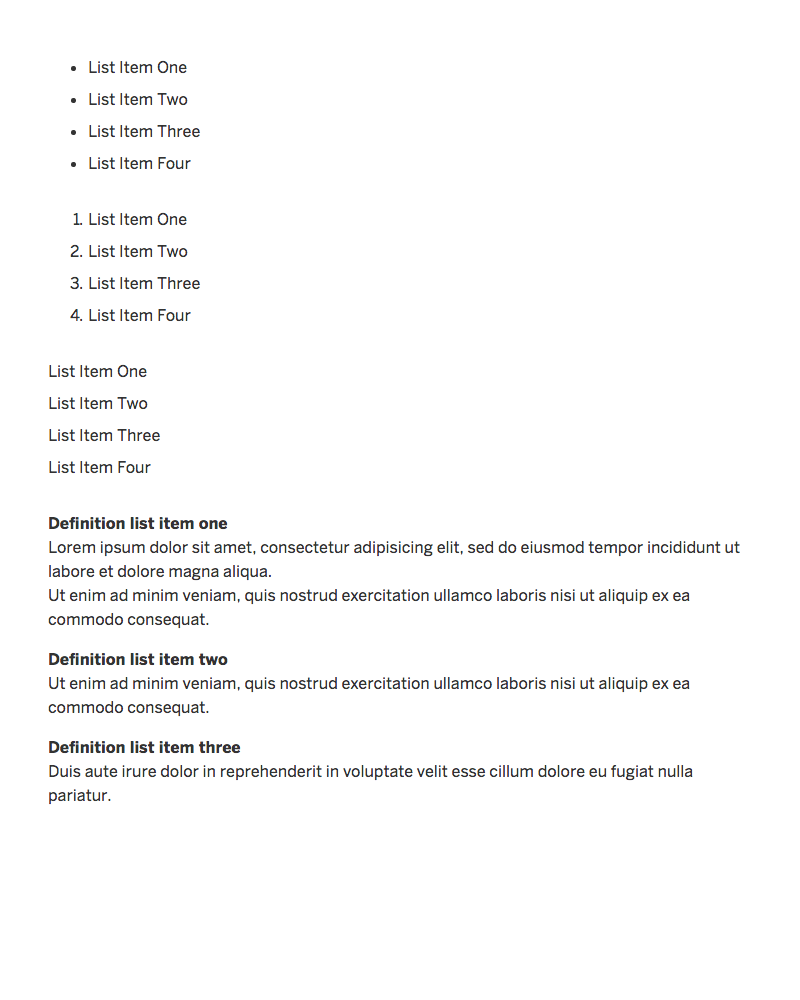 • List Item One
• List Item Two
• List Item Three
• List Item Four
1. List Item One
2. List Item Two
3. List Item Three
4. List Item Four
List Item One
List Item Two
List Item Three
List Item Four
Definition list item one
Lorem ipsum dolor sit amet, consectetur adipisicing elit, sed do eiusmod tempor incididunt ut
labore et dolore magna aliqua.
Ut enim ad minim veniam, quis nostrud exercitation ullamco laboris nisi ut aliquip ex ea
commodo consequat.
Definition list item two
Ut enim ad minim veniam, quis nostrud exercitation ullamco laboris nisi ut aliquip ex ea
commodo consequat.
Definition list item three
Duis aute irure dolor in reprehenderit in voluptate velit esse cillum dolore eu fugiat nulla
pariatur.